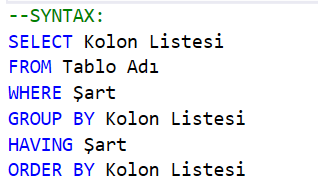 --SYNTAX:
SELECT Kolon Listesi
FROM Tablo Adı
WHERE Şart
GROUP BY Kolon Listesi
HAVING Şart
ORDER BY Kolon Listesi